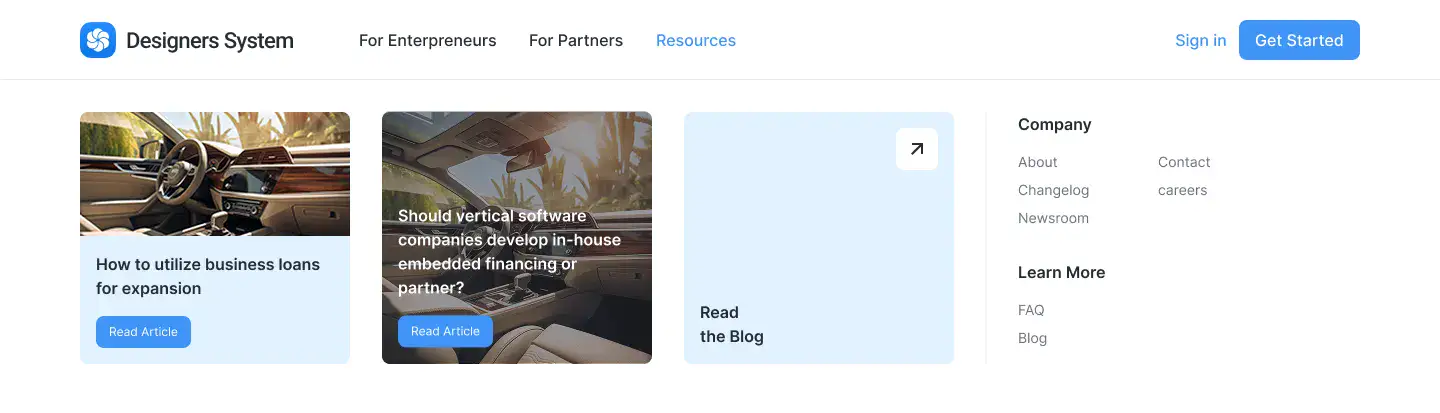 Designers System
For Enterpreneurs
For Partners
Resources
Sign in
Get Started
How to utilize business loans
for expansion
Read Article
Should vertical software
companies develop in-house
embedded financing or
partner?
Read Article
Read
the Blog
Company
About
Contact
Changelog
careers
Newsroom
Learn More
FAQ
Blog